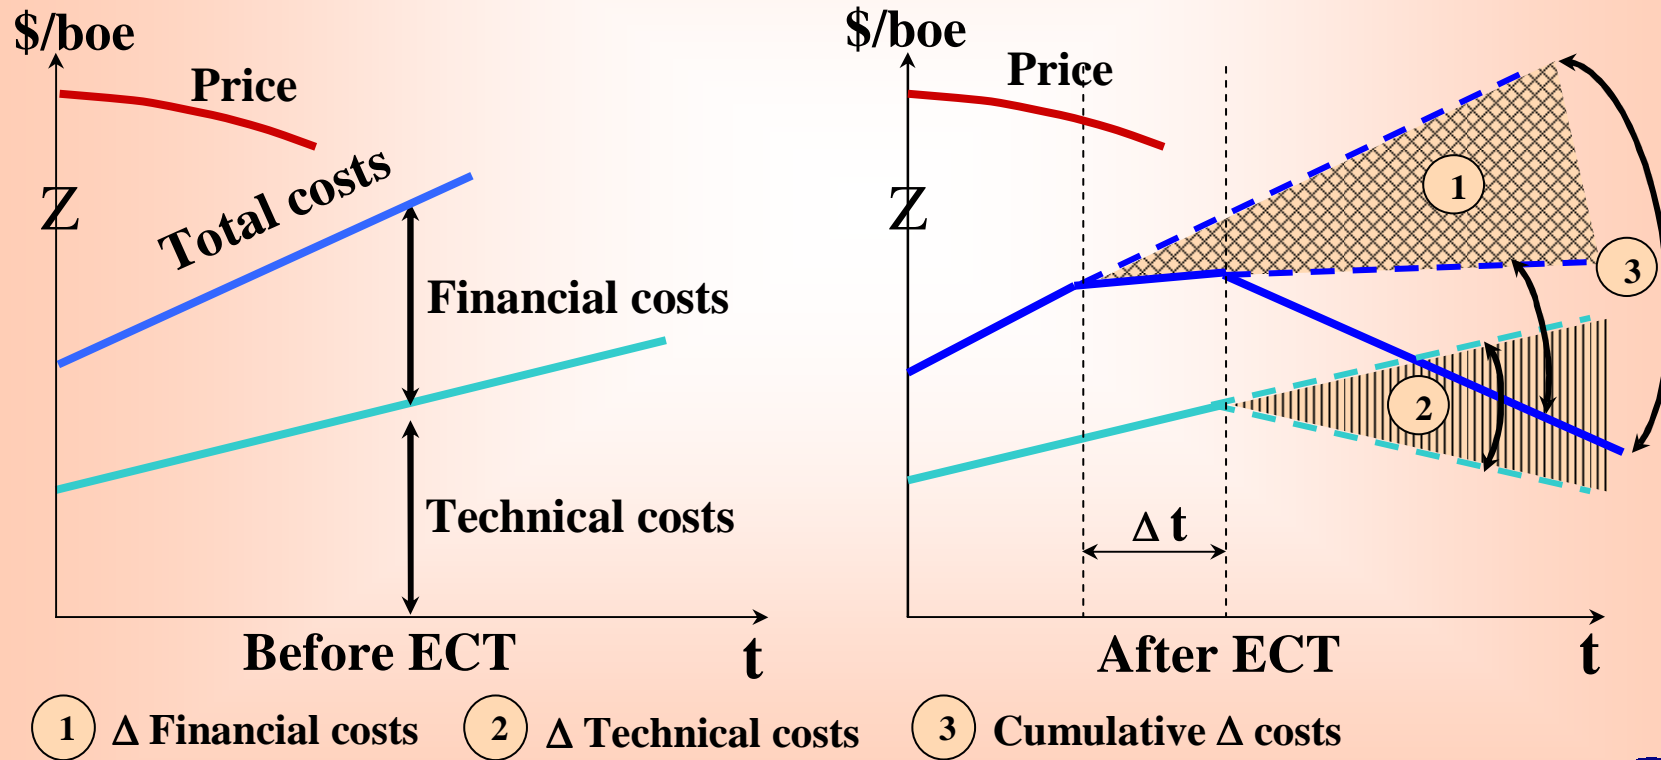 $/boe
Price
Z
Total costs
Financial costs
Technical costs
Before ECT
t
$/boe
Price
Z
1
3
2
Δ t
After ECT
t
1 Δ Financial costs
2 Δ Technical costs
3 Cumulative Δ costs